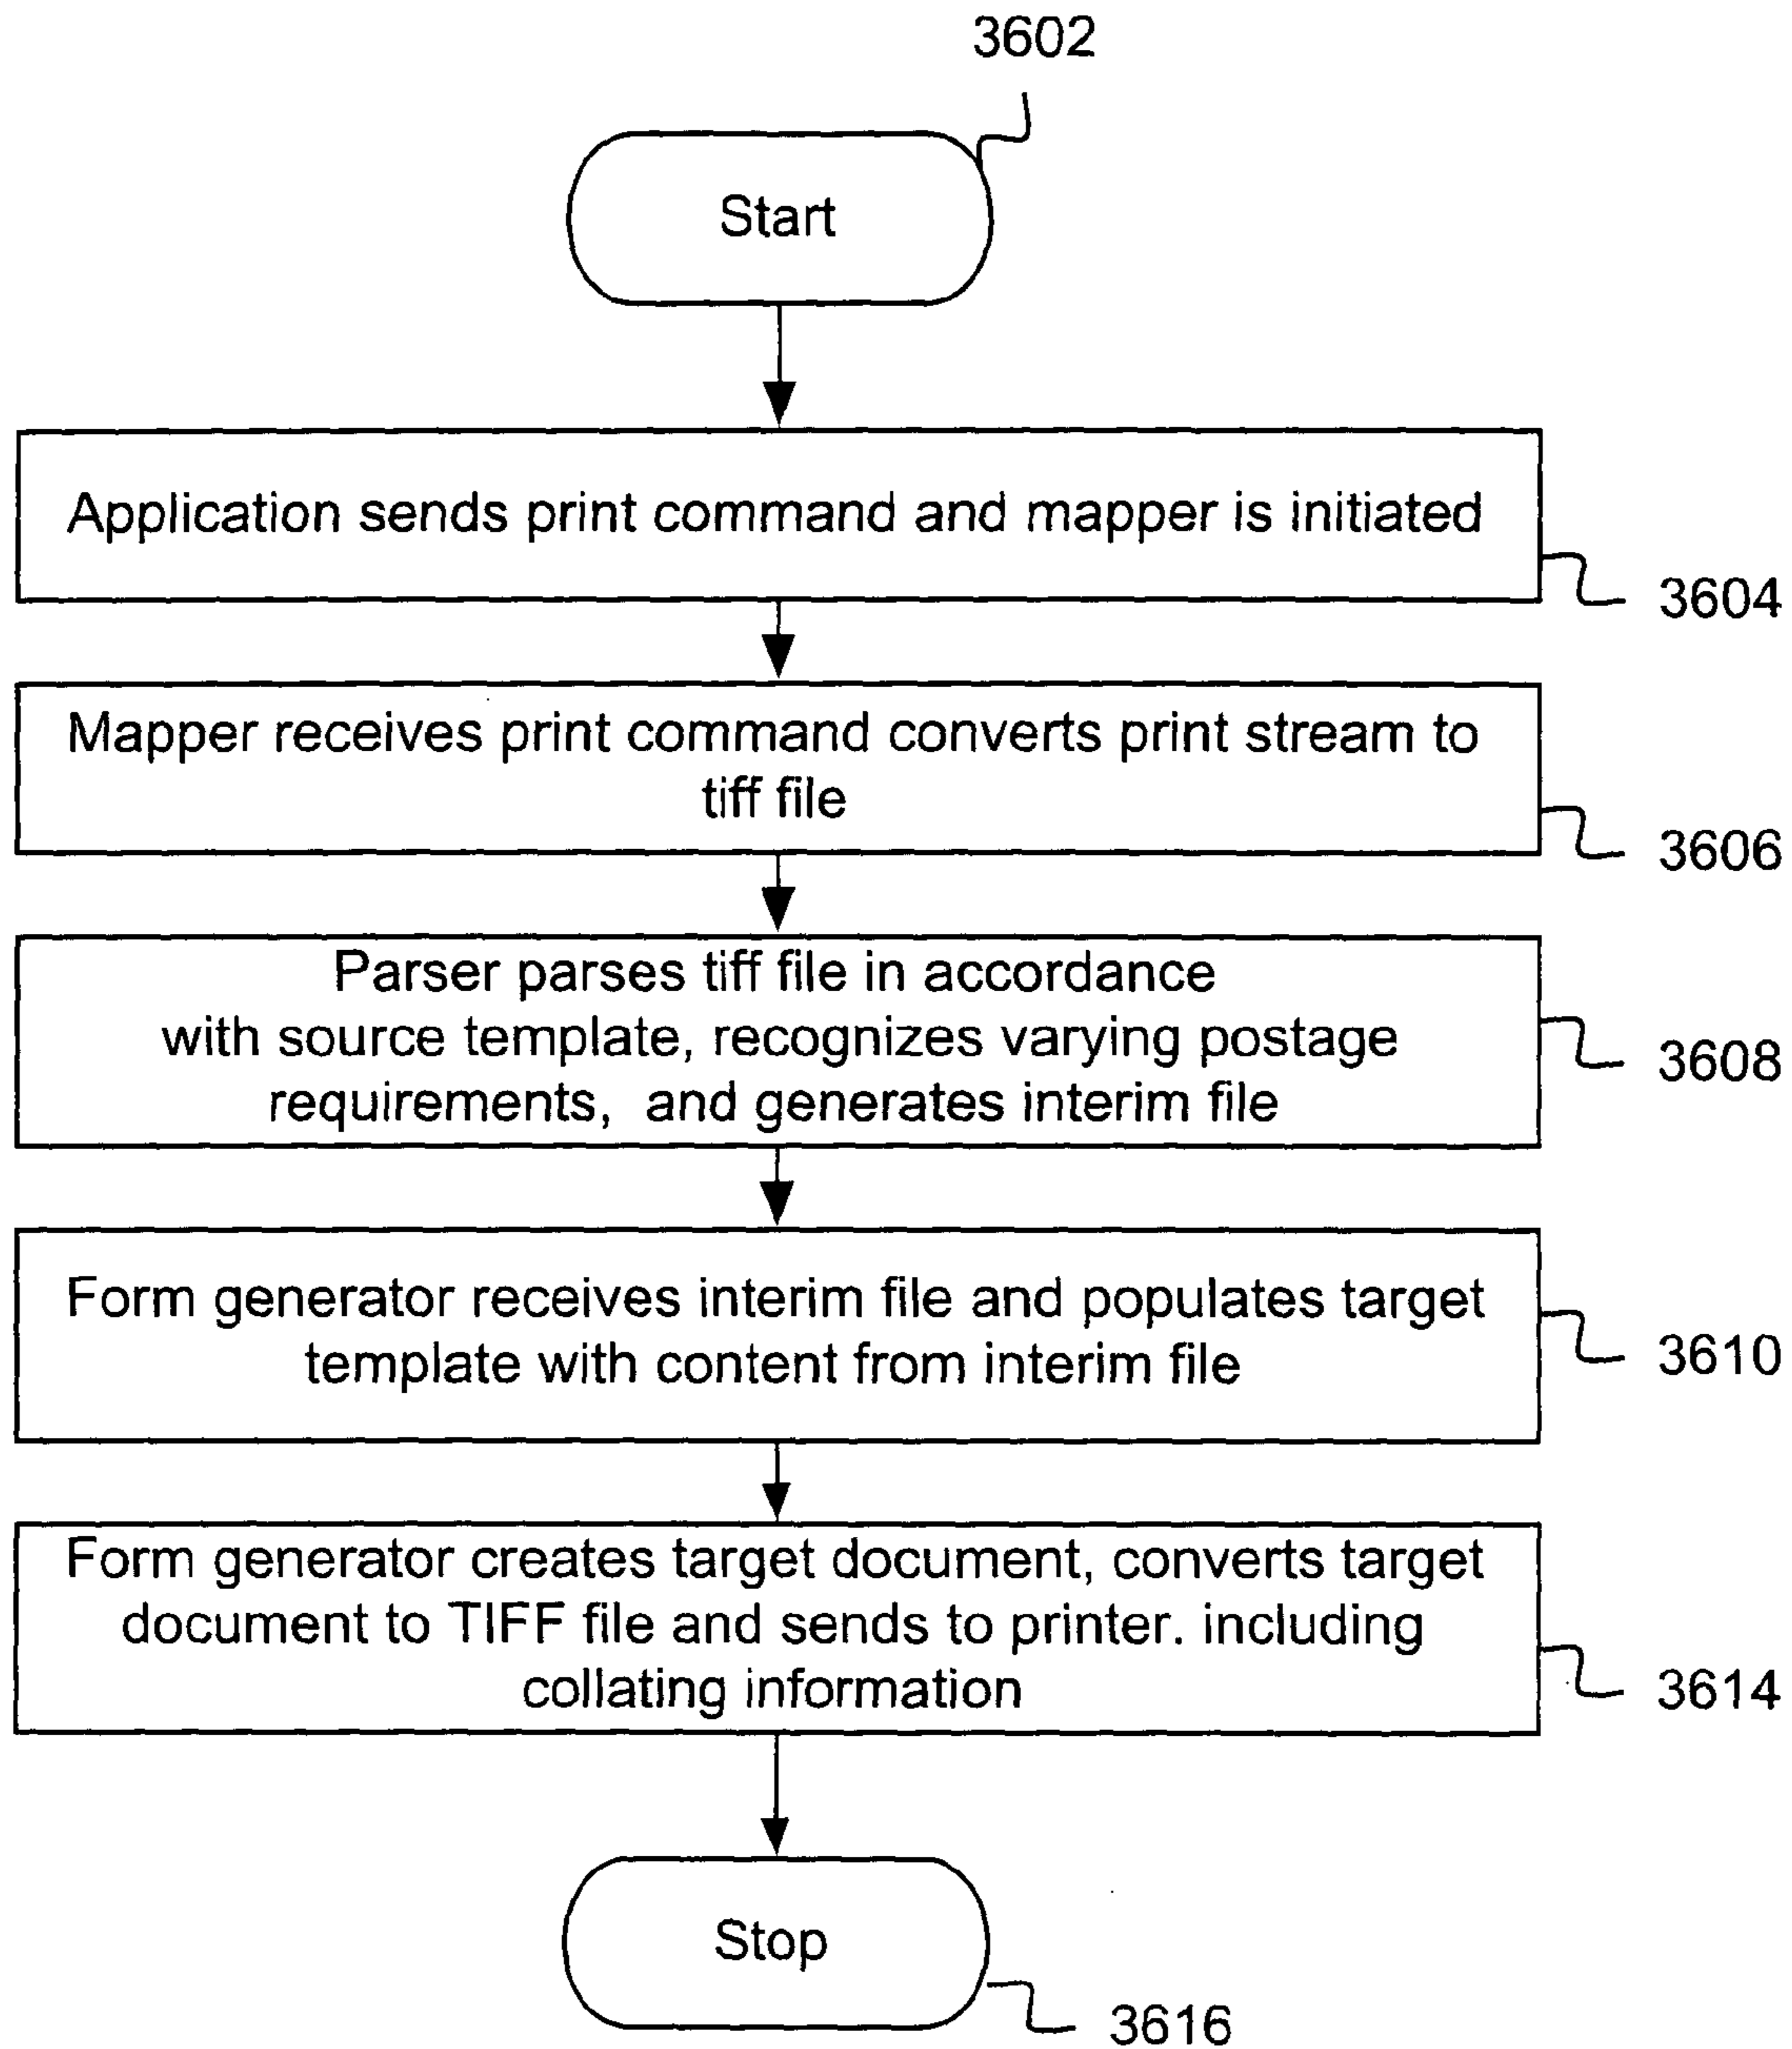 3602
Start
Application sends print command and mapper is initiated
3604
Mapper receives print command converts print stream to
tiff file
3606
Parser parses tiff file in accordance
with source template, recognizes varying postage
requirements,  and generates interim file
3608
Form generator receives interim file and populates target
template with content from interim file
3610
Form generator creates target document, converts target
document to TIFF file and sends to printer. including
collating information
3614
Stop
3616